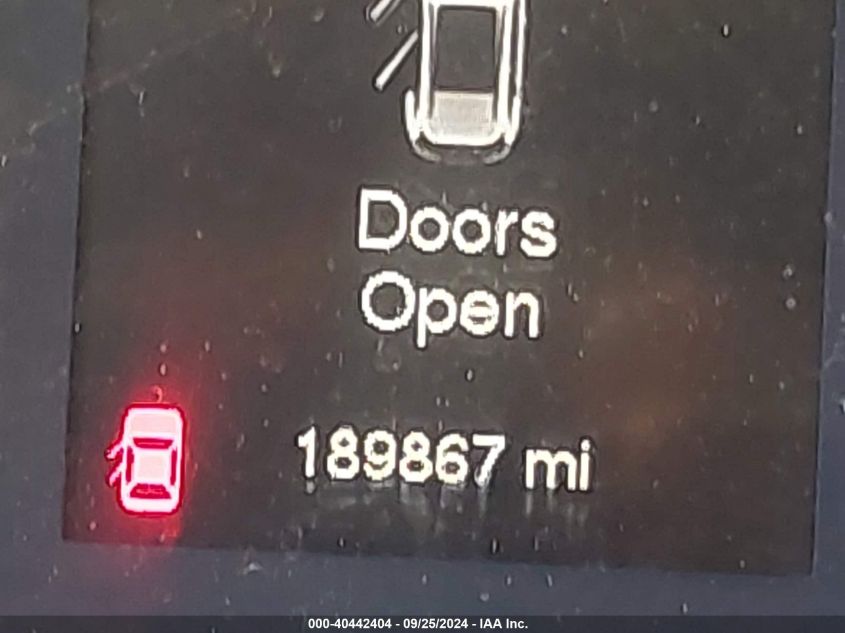 Doors
Open
189867 mi
000-40442404 - 09/25/2024 - IAA Inc.